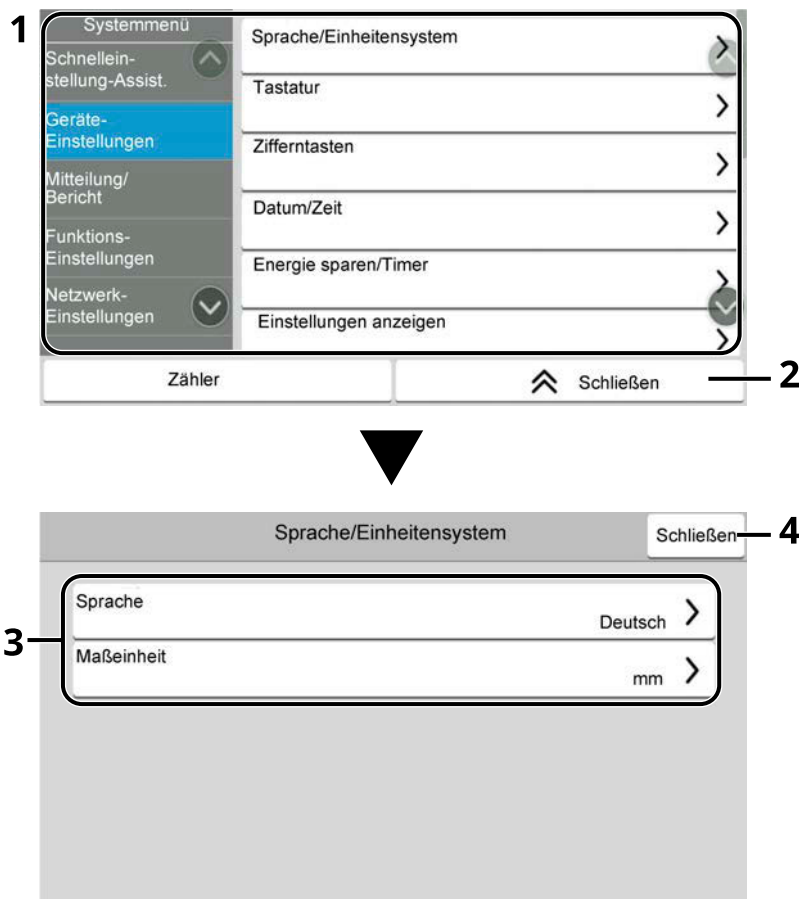 1
Systemmenü
Schnellein-
stellung-Assist.
Geräte-
Einstellungen
Mitteilung/
Bericht
Funktions-
Einstellungen
Netzwerk-
Einstellungen
Sprache/Einheitensystem
Tastatur
Zifferntasten
Datum/Zeit
Energie sparen/Timer
Einstellungen anzeigen
Zähler
Schließen
2
Sprache/Einheitensystem
Schließen
4
3
Sprache
Deutsch
Maßeinheit
mm